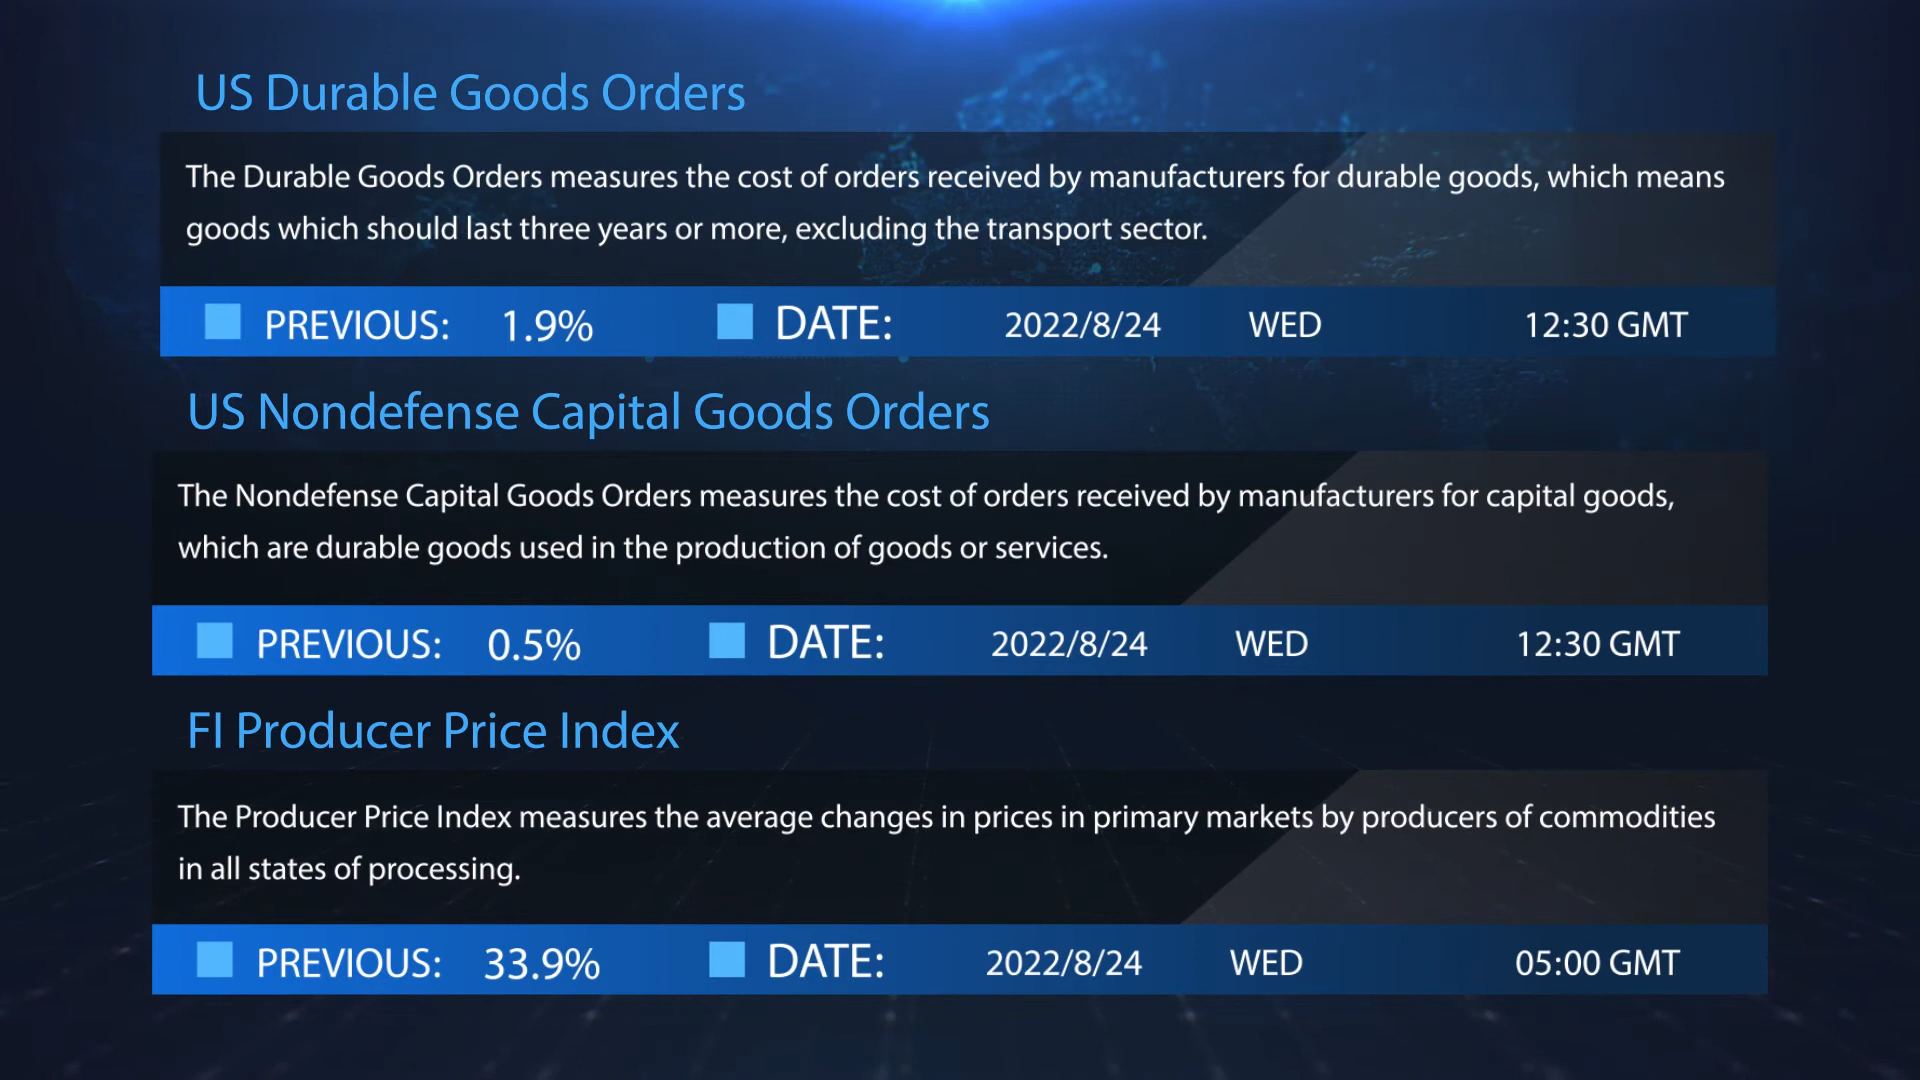 US Durable Goods Orders
The Durable Goods Orders measures the cost of orders received by manufacturers for durable goods, which means
goods which should last three years or more, excluding the transport sector.
PREVIOUS: 1.9% DATE: 2022/8/24 WED 12:30 GMT
US Nondefense Capital Goods Orders
The Nondefense Capital Goods Orders measures the cost of orders received by manufacturers for capital goods,
which are durable goods used in the production of goods or services.
PREVIOUS: 0.5% DATE: 2022/8/24 WED 12:30 GMT
FI Producer Price Index
The Producer Price Index measures the average changes in prices in primary markets by producers of commodities
in all states of processing.
PREVIOUS: 33.9% DATE: 2022/8/24 WED 05:00 GMT